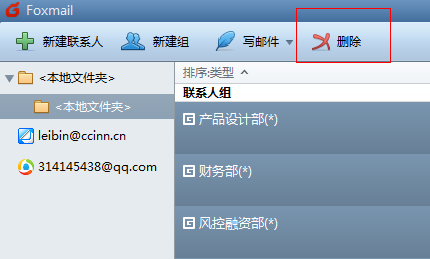 Foxmail
新建联系人 新建组 写邮件 删除
<本地文件夹>
<本地文件夹>
leibin@ccinn.cn
314145438@qq.com
排序:类型
联系人组
产品设计部(*)
财务部(*)
风控融资部(*)